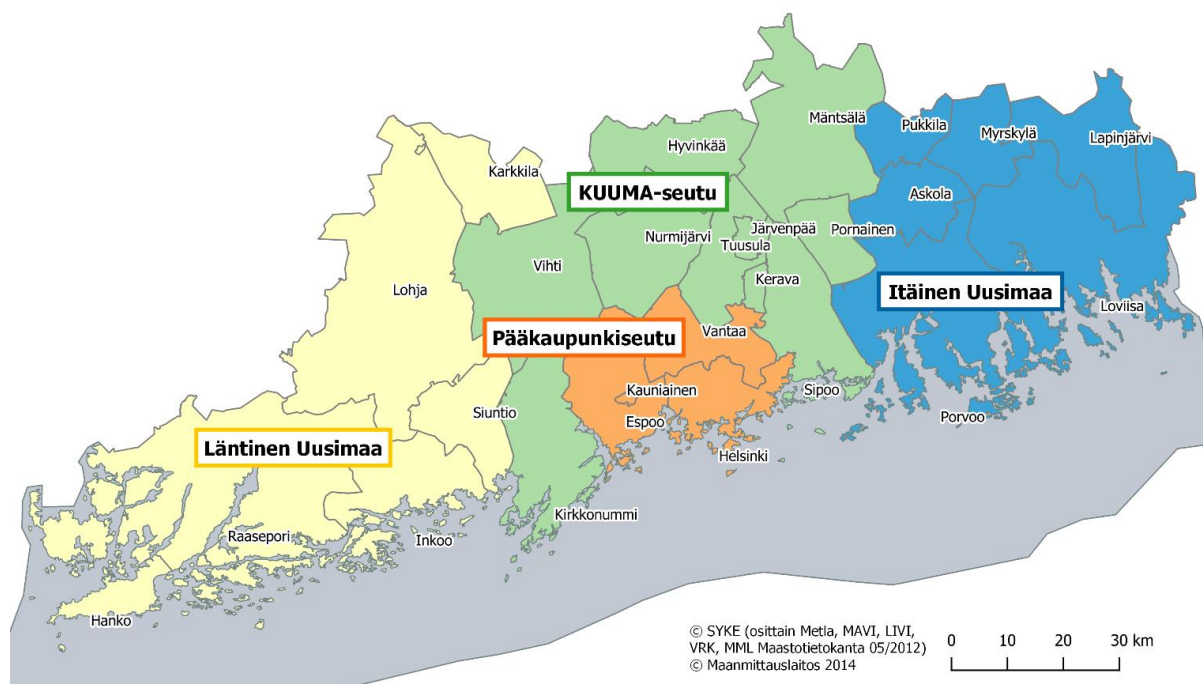 Mäntsälä
Pukkila
Myrskylä
Lapinjärvi
Hyvinkää
Karkkila
KUUMA-seutu
Askola
Järvenpää
Pornainen
Nurmijärvi
Tuusula
Vihti
Kerava
Lohja
Itäinen Uusimaa
Loviisa
Pääkaupunkiseutu
Vantaa
Kauniainen
Sipoo
Siuntio
Espoo
Porvoo
Läntinen Uusimaa
Helsinki
Kirkkonummi
Raasepori
Inkoo
Hanko
© SYKE (osittain Metla, MAVI, LIVI,
VRK, MML Maastotietokanta 05/2012)
© Maanmittauslaitos 2014
0 10 20 30 km